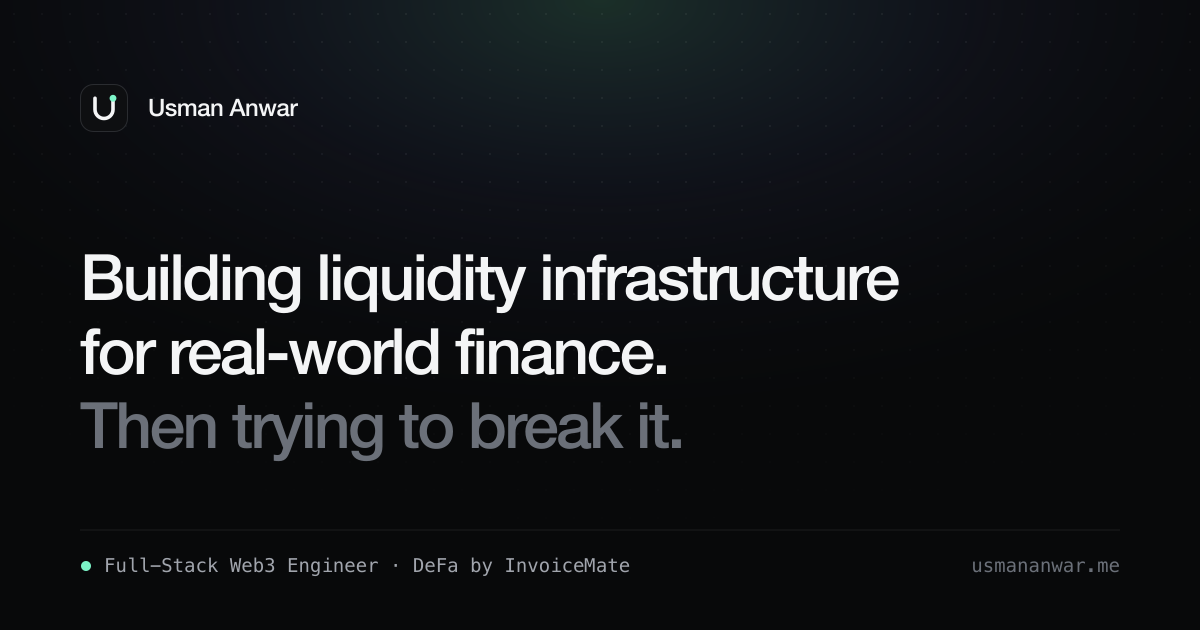 U
Usman Anwar
Building liquidity infrastructure
for real-world finance.
Then trying to break it.
Full-Stack Web3 Engineer · DeFa by InvoiceMate
usmananwar.me